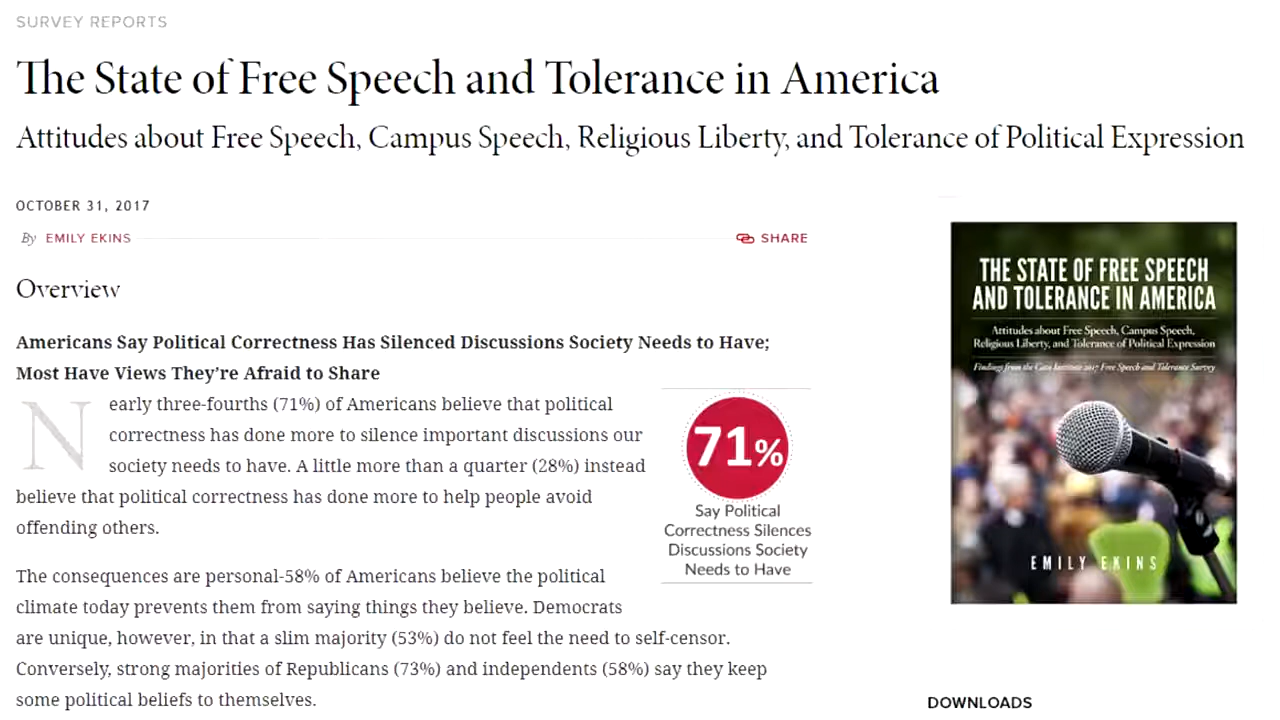 SURVEY REPORTS
The State of Free Speech and Tolerance in America
Attitudes about Free Speech, Campus Speech, Religious Liberty, and Tolerance of Political Expression
OCTOBER 31, 2017
By EMILY EKINS
SHARE
Overview
Americans Say Political Correctness Has Silenced Discussions Society Needs to Have;
Most Have Views They're Afraid to Share
Nearly three-fourths (71%) of Americans believe that political
correctness has done more to silence important discussions our
society needs to have. A little more than a quarter (28%) instead
believe that political correctness has done more to help people avoid
offending others.
71%
Say Political
Correctness Silences
Discussions Society
Needs to Have
The consequences are personal-58% of Americans believe the political
climate today prevents them from saying things they believe. Democrats
are unique, however, in that a slim majority (53%) do not feel the need to self-censor.
Conversely, strong majorities of Republicans (73%) and independents (58%) say they keep
some political beliefs to themselves.
THE STATE OF FREE SPEECH
AND TOLERANCE IN AMERICA
Attitudes about Free Speech, Campus Speech,
Religious Liberty, and Tolerance of Political Expression
Findings from the Cato Institute 2017 Free Speech and Tolerance Survey
EMILY EKINS
DOWNLOADS